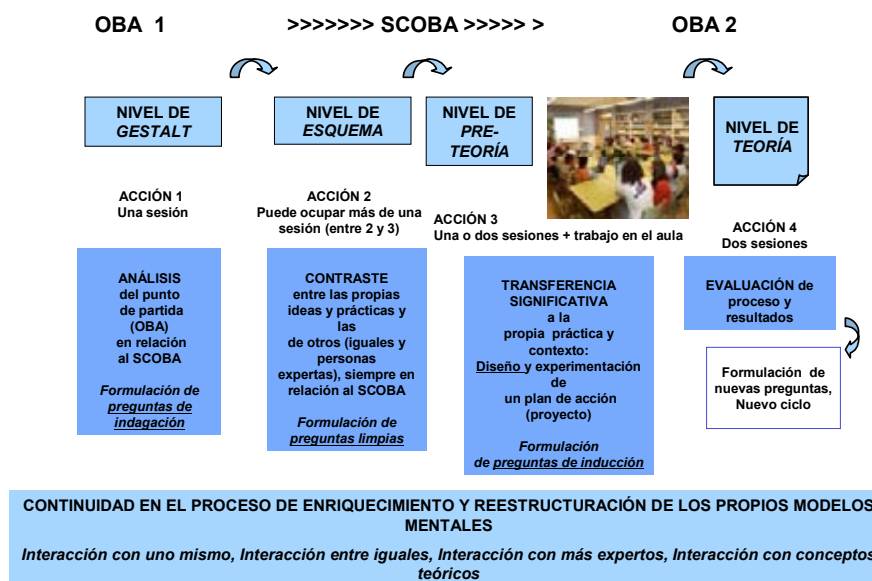 OBA 1 >>>>>>> SCOBA >>>>> > OBA 2
NIVEL DE
GESTALT
NIVEL DE
ESQUEMA
NIVEL DE
PRE-
TEORÍA
NIVEL DE
TEORÍA
ACCIÓN 1
Una sesión
ACCIÓN 2
Puede ocupar más de una
sesión (entre 2 y 3)
ACCIÓN 3
Una o dos sesiones + trabajo en el aula
ACCIÓN 4
Dos sesiones
ANÁLISIS
del punto
de partida
(OBA)
en relación
al SCOBA
Formulación de
preguntas de
indagación
CONTRASTE
entre las propias
ideas y prácticas y
las
de otros (iguales y
personas
expertas), siempre en
relación al SCOBA
Formulación de
preguntas limpias
TRANSFERENCIA
SIGNIFICATIVA
a la
propia práctica y
contexto:
Diseño y experimentación
de
un plan de acción
(proyecto)
Formulación
de preguntas de inducción
EVALUACIÓN de
proceso y
resultados
Formulación de
nuevas preguntas,
Nuevo ciclo
CONTINUIDAD EN EL PROCESO DE ENRIQUECIMIENTO Y REESTRUCTURACIÓN DE LOS PROPIOS MODELOS
MENTALES
Interacción con uno mismo, Interacción entre iguales, Interacción con más expertos, Interacción con conceptos
teóricos